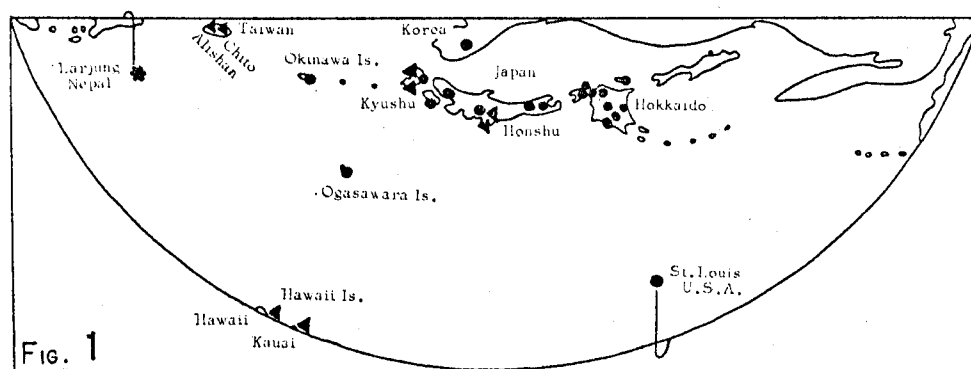 Taiwan
Chito
Alishan
Larjung
Nepal
Korea
Okinawa Is.
Japan
Kyushu
Hokkaido
Honshu
Ogasawara Is.
St. Louis
U.S.A.
Hawaii Is.
Hawaii
Kauai
FIG. 1